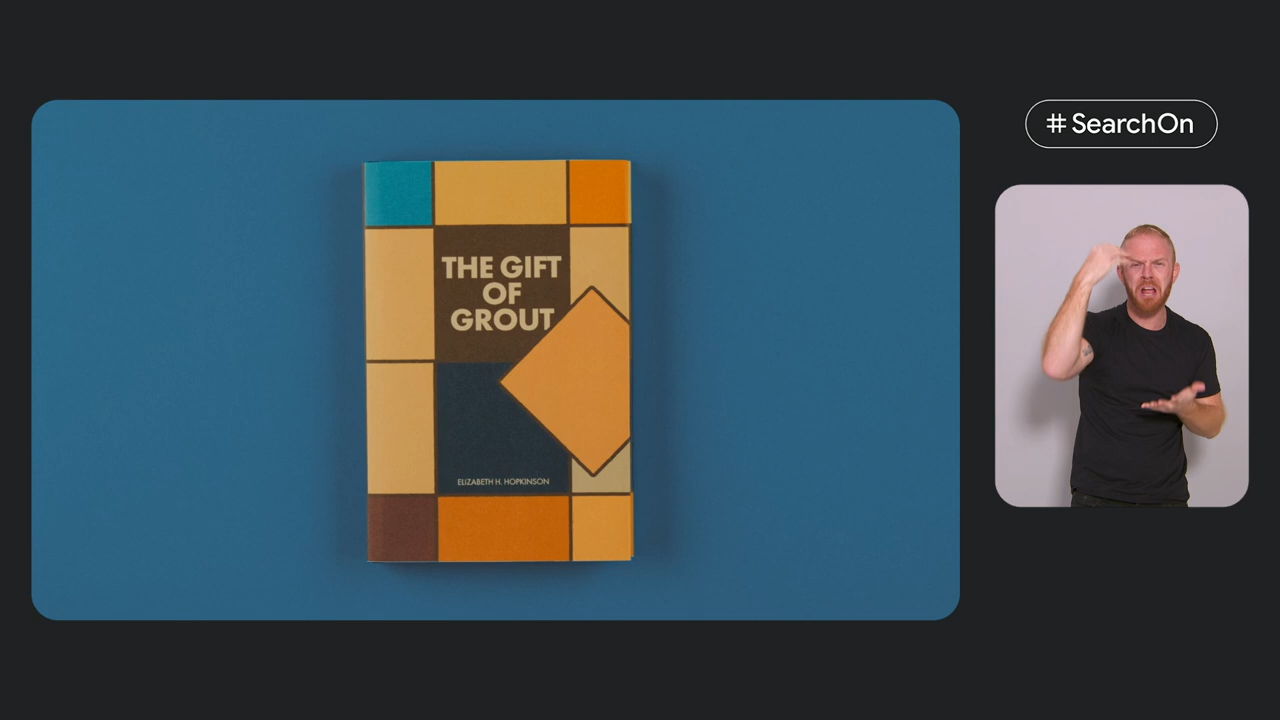 THE GIFT
OF
GROUT
ELIZABETH H. HOPKINSON
#SearchOn